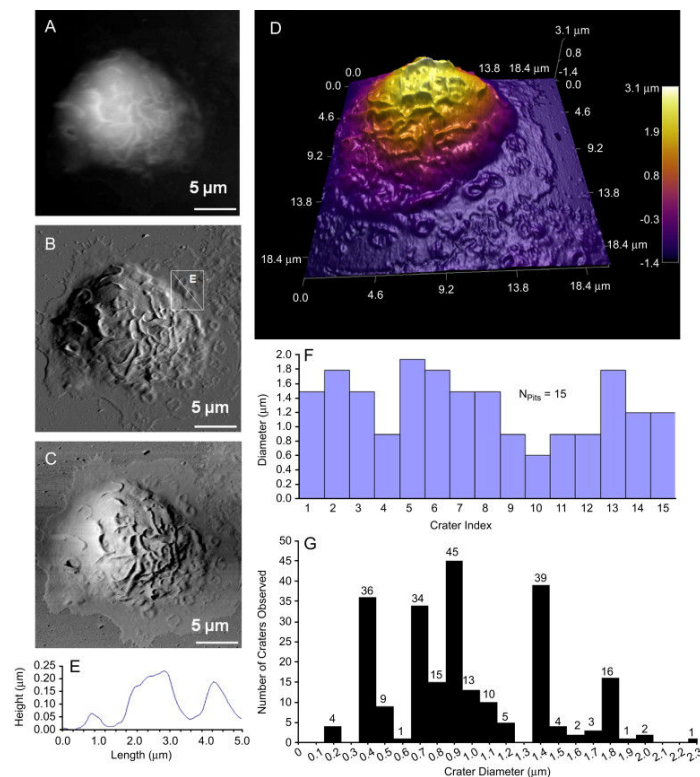 A
5 µm
B
E
5 µm
C
5 µm
E
Height (µm)
0.25
0.20
0.15
0.10
0.05
0.00
0.0 1.0 2.0 3.0 4.0 5.0
Length (µm)
D
3.1 µm
0.8
-1.4
0.0
13.8 18.4 µm
0.0
4.6
9.2
13.8
18.4 µm
0.0
4.6
9.2
13.8
18.4 µm
0.0 4.6 9.2 13.8 18.4 µm
3.1 µm
1.9
0.8
-0.3
-1.4
F
N Pits = 15
Diameter (µm)
2.0
1.8
1.6
1.4
1.2
1.0
0.8
0.6
0.4
0.2
0.0
1 2 3 4 5 6 7 8 9 10 11 12 13 14 15
Crater Index
G
Number of Craters Observed
50
45
40
35
30
25
20
15
10
5
0
4 36 9 1 34 15 45 13 10 5 39 4 2 3 16 1 2 1
0 0.1 0.2 0.3 0.4 0.5 0.6 0.7 0.8 0.9 1.0 1.1 1.2 1.3 1.4 1.5 1.6 1.7 1.8 1.9 2.0 2.1 2.2 2.3
Crater Diameter (µm)